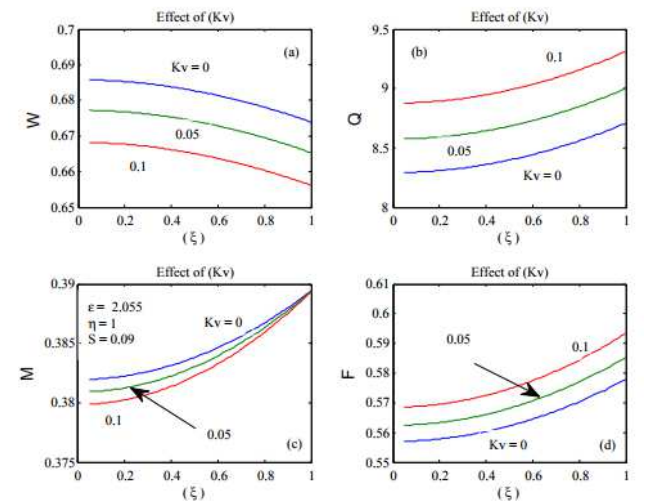 Effect of (Kv)
0.7
0.69
0.68
0.67
0.66
0.65
W
(a)
Kv = 0
0.05
0.1
0 0.2 0.4 0.6 0.8 1
( ξ )
Effect of (Kv)
9.5
9
8.5
8
Q
(b)
0.1
0.05
Kv = 0
0 0.2 0.4 0.6 0.8 1
( ξ )
Effect of (Kv)
0.39
0.385
0.38
0.375
M
ε = 2.055
η = 1
S = 0.09
Kv = 0
0.1
0.05
(c)
0 0.2 0.4 0.6 0.8 1
( ξ )
Effect of (Kv)
0.61
0.6
0.59
0.58
0.57
0.56
0.55
F
0.05
0.1
Kv = 0
(d)
0 0.2 0.4 0.6 0.8 1
( ξ )